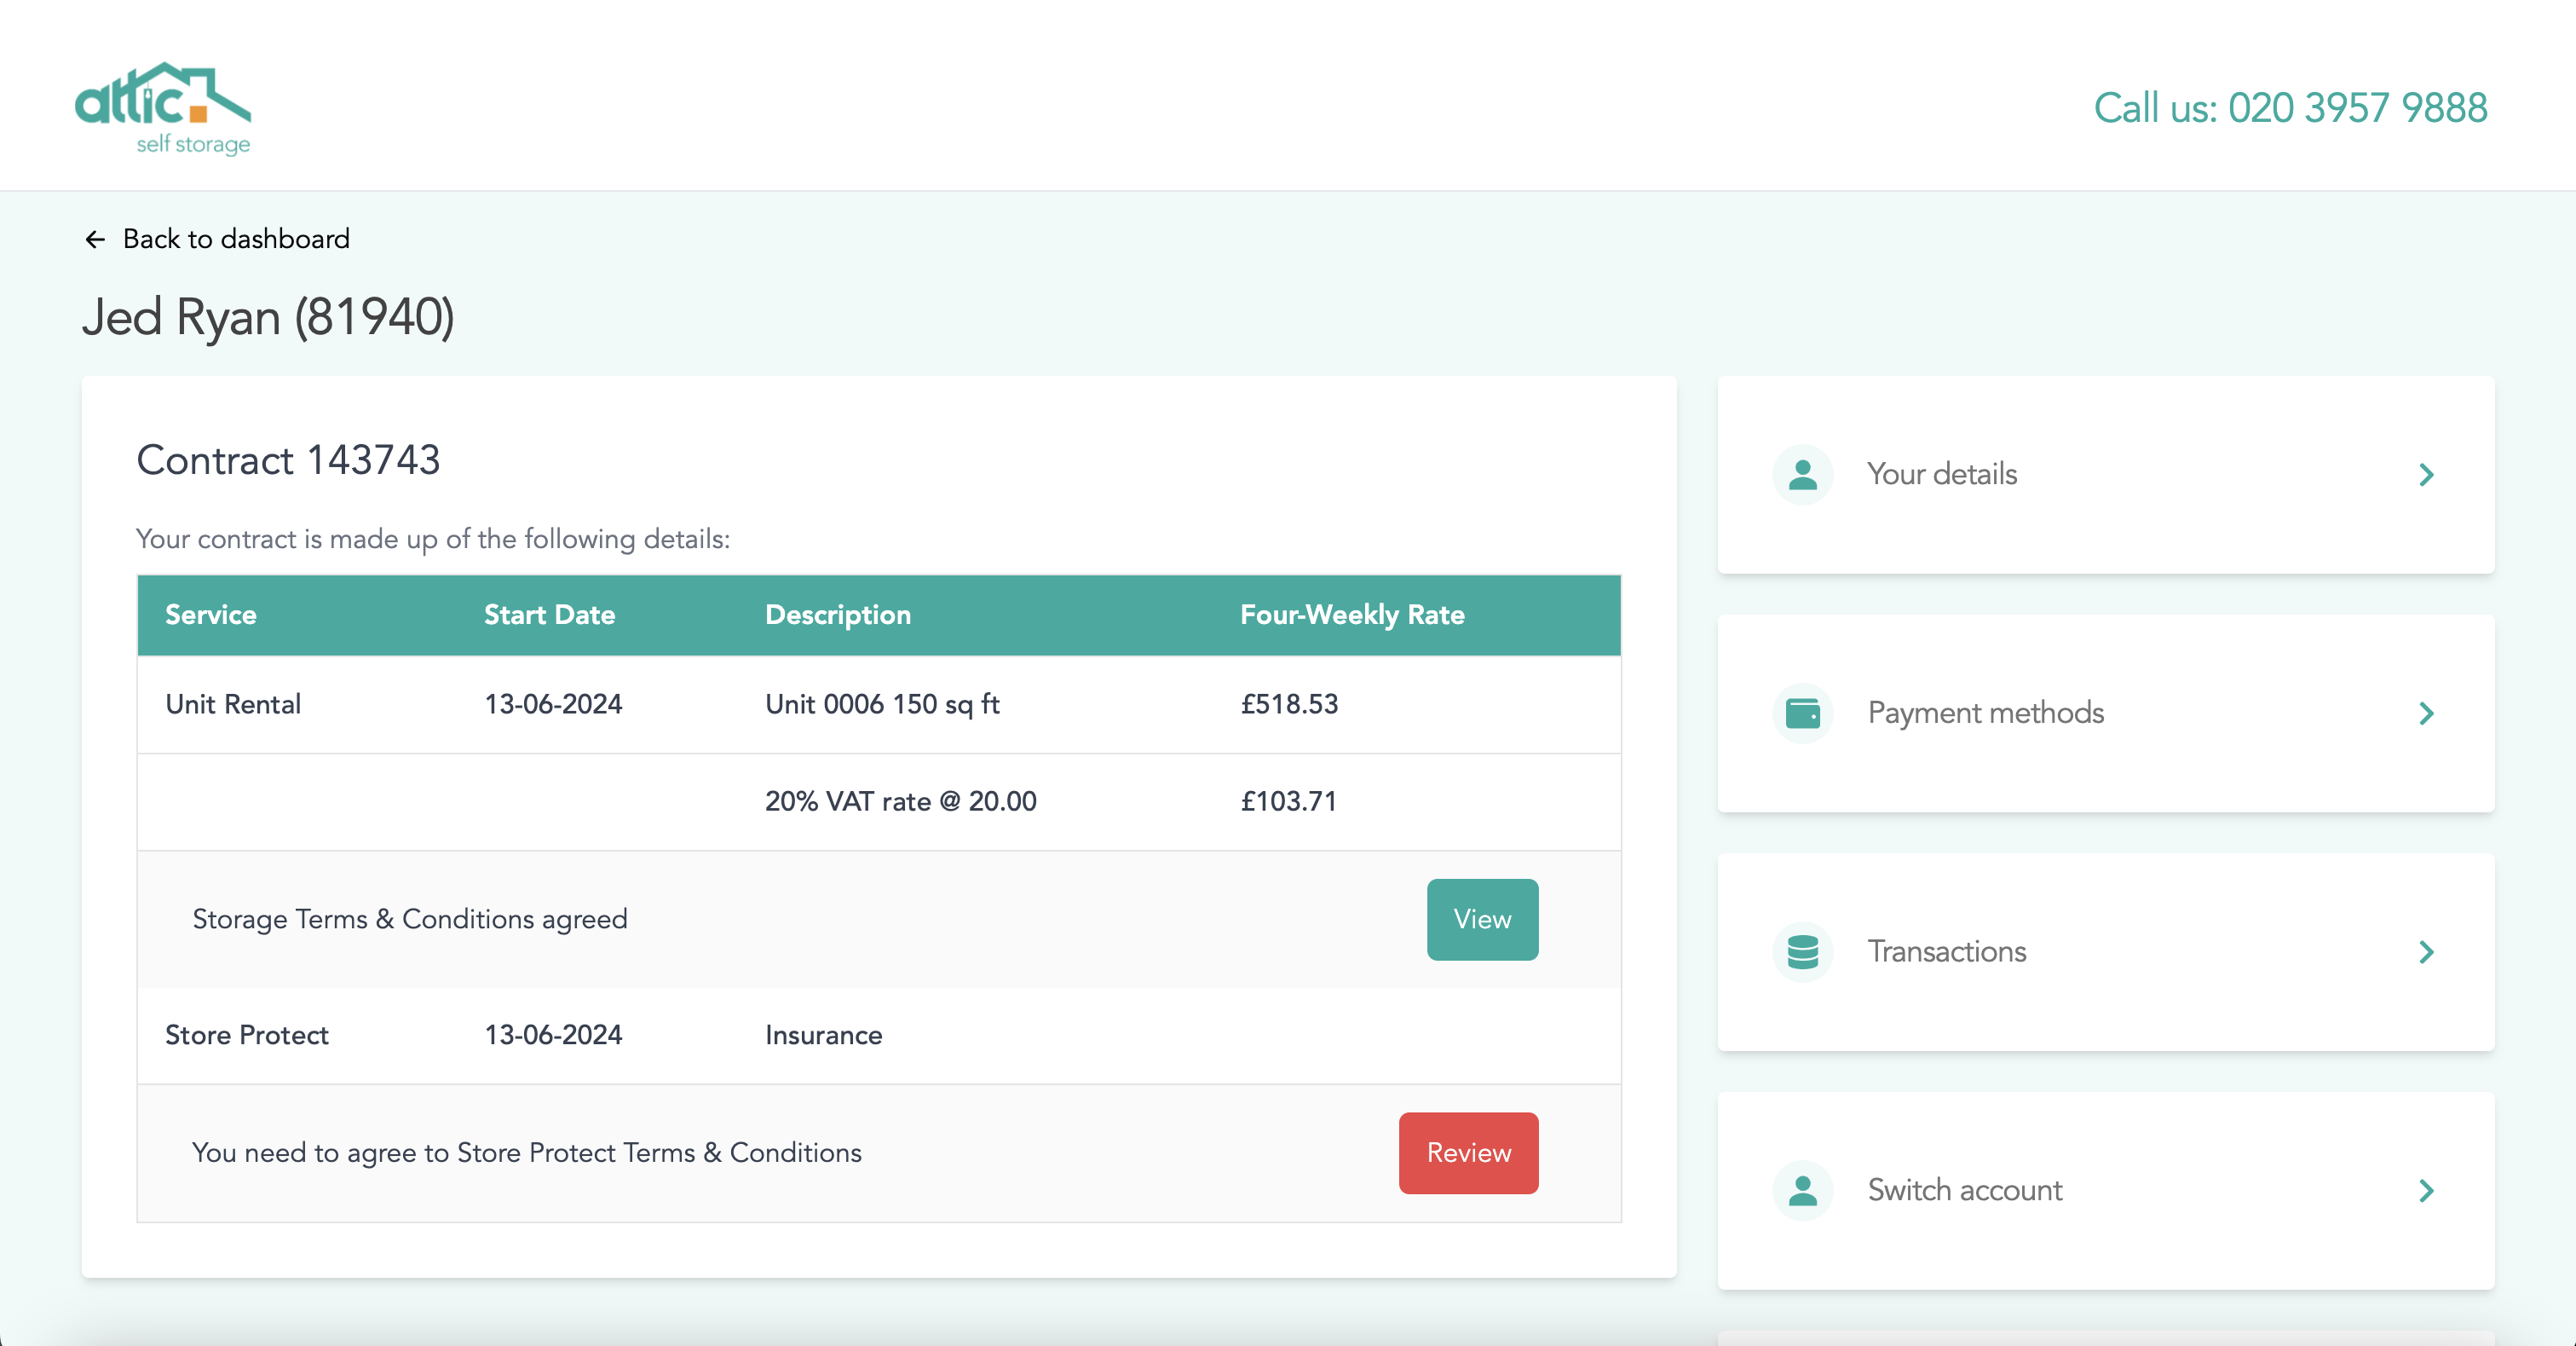 attic
self storage
Call us: 020 3957 9888
Back to dashboard
Jed Ryan (81940)
Contract 143743
Your contract is made up of the following details:
Service Start Date Description Four-Weekly Rate
Unit Rental 13-06-2024 Unit 0006 150 sq ft £518.53
20% VAT rate @ 20.00 £103.71
Storage Terms & Conditions agreed View
Store Protect 13-06-2024 Insurance
You need to agree to Store Protect Terms & Conditions Review
Your details
Payment methods
Transactions
Switch account